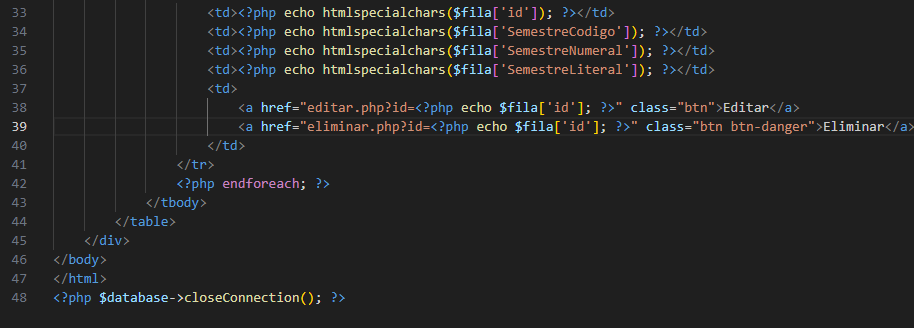 33 <td><?php echo htmlspecialchars($fila['id']); ?></td>
34 <td><?php echo htmlspecialchars($fila['SemestreCodigo']); ?></td>
35 <td><?php echo htmlspecialchars($fila['SemestreNumeral']); ?></td>
36 <td><?php echo htmlspecialchars($fila['SemestreLiteral']); ?></td>
37 <td>
38 <a href="editar.php?id=<?php echo $fila['id']; ?>" class="btn">Editar</a>
39 <a href="eliminar.php?id=<?php echo $fila['id']; ?>" class="btn btn-danger">Eliminar</a>
40 </td>
41 </tr>
42 <?php endforeach; ?>
43 </tbody>
44 </table>
45 </div>
46 </body>
47 </html>
48 <?php $database->closeConnection(); ?>